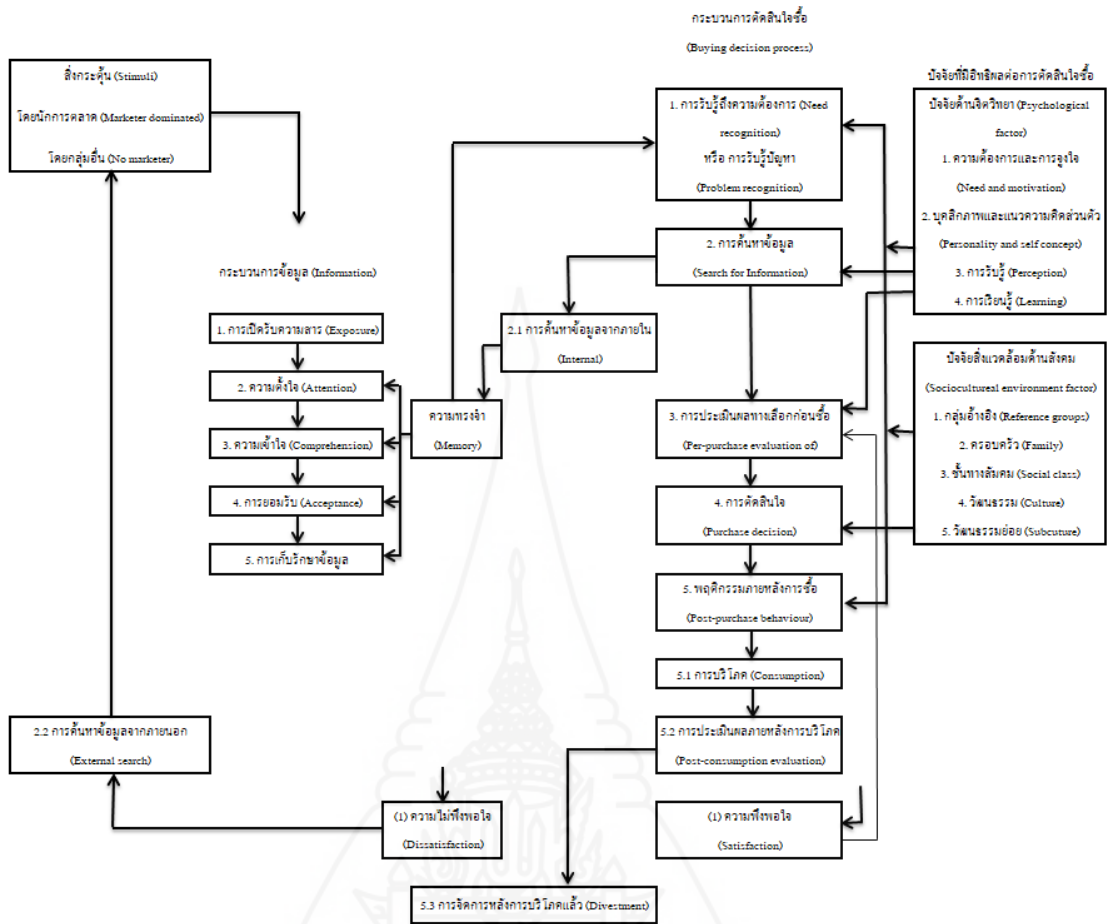 กระบวนการตัดสินใจซื้อ
(Buying decision process)
สิ่งกระตุ้น (Stimuli)
โดยนักการตลาด (Marketer dominated)
โดยกลุ่มอื่น (No marketer)
ปัจจัยที่มีอิทธิพลต่อการตัดสินใจซื้อ
1. การรับรู้ถึงความต้องการ (Need
recognition)
หรือ การรับรู้ปัญหา
(Problem recognition)
ปัจจัยด้านจิตวิทยา (Psychological
factor)
1. ความต้องการและการจูงใจ
(Need and motivation)
2. บุคลิกภาพและแนวความคิดส่วนตัว
(Personality and self concept)
3. การรับรู้ (Perception)
4. การเรียนรู้ (Learning)
2. การค้นหาข้อมูล
(Search for Information)
กระบวนการข้อมูล (Information)
1. การเปิดรับความสาร (Exposure)
2. ความตั้งใจ (Attention)
3. ความเข้าใจ (Comprehension)
4. การยอมรับ (Acceptance)
5. การเก็บรักษาข้อมูล
2.1 การค้นหาข้อมูลจากภายใน
(Internal)
ความทรงจำ
(Memory)
3. การประเมินผลทางเลือกก่อนซื้อ
(Per-purchase evaluation of)
ปัจจัยสิ่งแวดล้อมด้านสังคม
(Sociocultureal environment factor)
1. กลุ่มอ้างอิง (Reference groups)
2. ครอบครัว (Family)
3. ชั้นทางสังคม (Social class)
4. วัฒนธรรม (Culture)
5. วัฒนธรรมย่อย (Subcuture)
4. การตัดสินใจ
(Purchase decision)
5. พฤติกรรมภายหลังการซื้อ
(Post-purchase behaviour)
5.1 การบริโภค (Consumption)
5.2 การประเมินผลภายหลังการบริโภค
(Post-consumption evaluation)
2.2 การค้นหาข้อมูลจากภายนอก
(External search)
(1) ความไม่พึงพอใจ
(Dissatisfaction)
(1) ความพึงพอใจ
(Satisfaction)
5.3 การจัดการหลังการบริโภคแล้ว (Divestment)